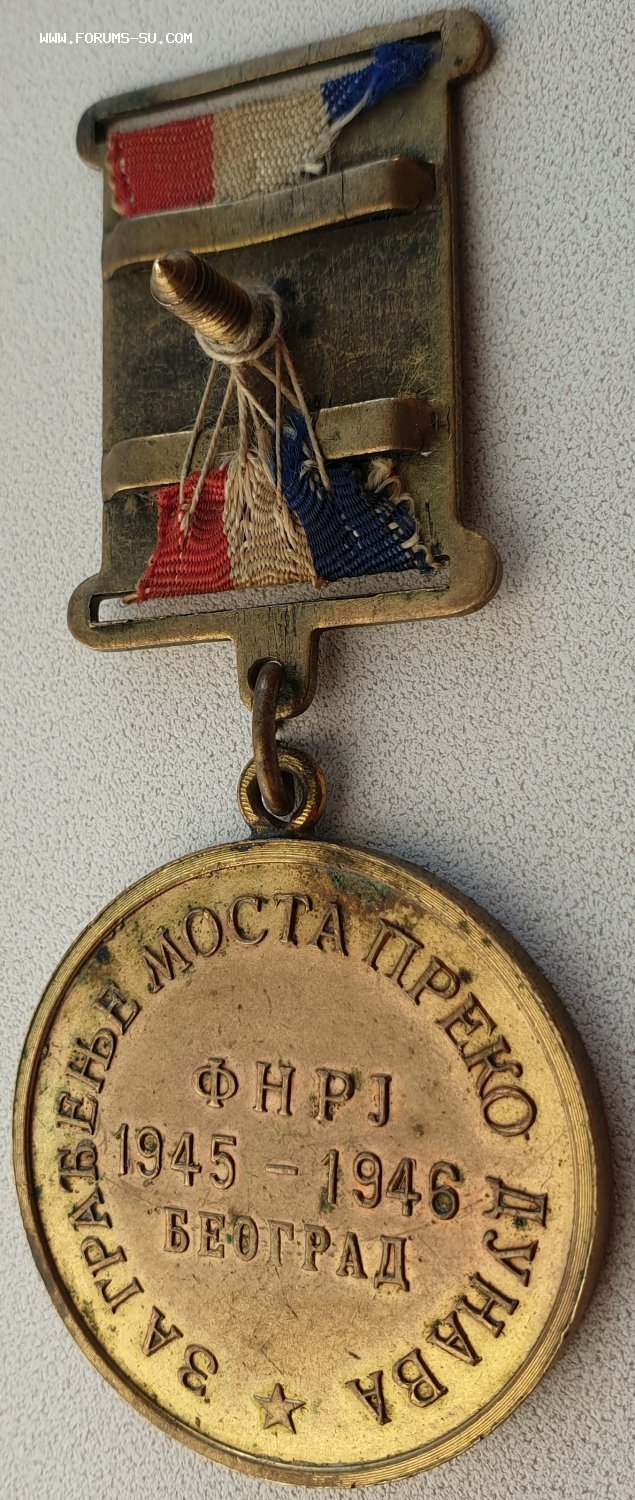 www.FORUMS-SU.COM
ЗА ГРАЂЕЊЕ МОСТА ПРЕКО ДУНАВА
ФНРЈ
1945 - 1946
БЕОГРАД